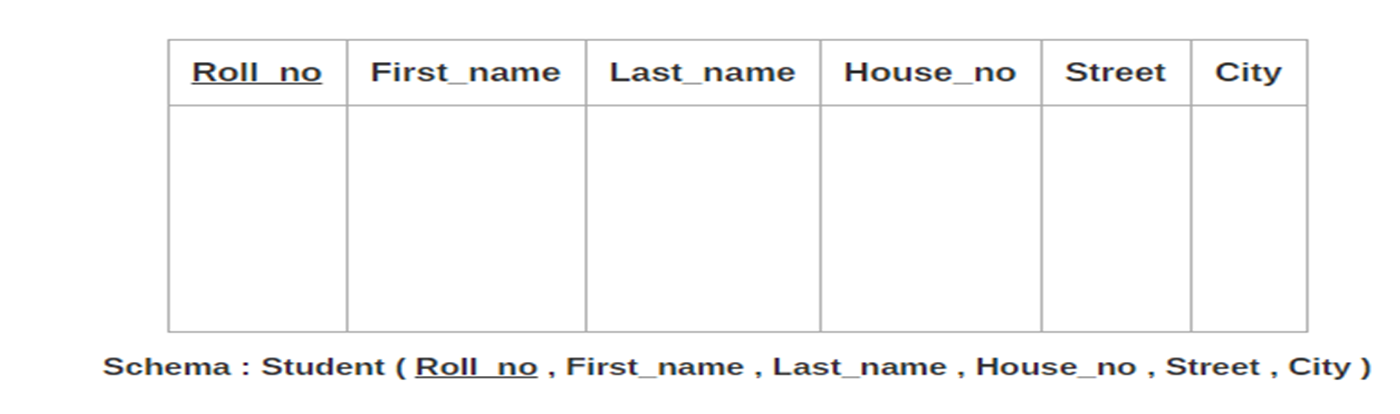 Roll_no First_name Last_name House_no Street City
Schema : Student ( Roll_no , First_name , Last_name , House_no , Street , City )